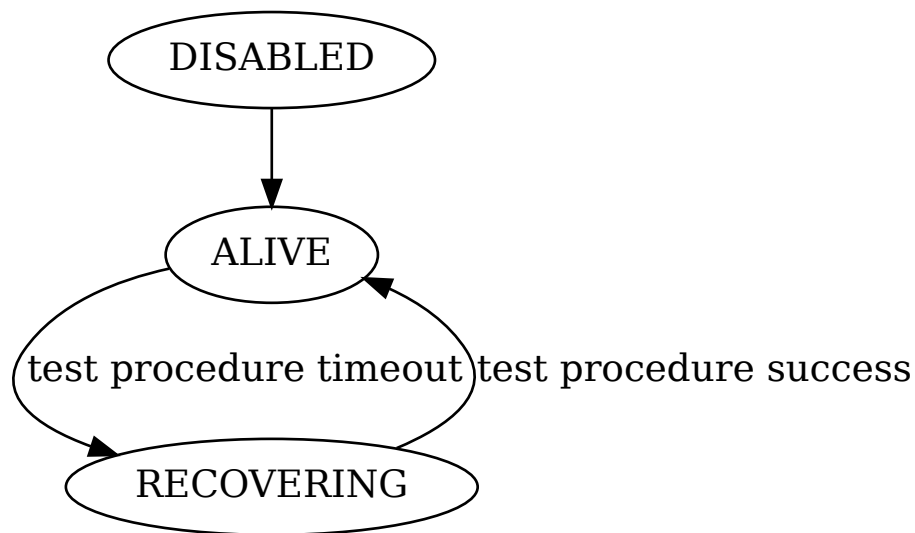 DISABLED
ALIVE
test procedure timeout
test procedure success
RECOVERING